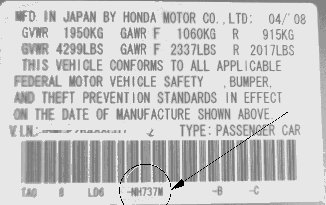 MFD IN JAPAN BY HONDA MOTOR CO., LTD: 04/'08
GVWR 1950KG GAWR F 1060KG R 915KG
GVWR 4299LBS GAWR F 2337LBS R 2017LBS
THIS VEHICLE CONFORMS TO ALL APPLICABLE
FEDERAL MOTOR VEHICLE SAFETY ,BUMPER,
AND THEFT PREVENTION STANDARDS IN EFFECT
ON THE DATE OF MANUFACTURE SHOWN ABOVE
V.I.N: TYPE: PASSENGER CAR
-NH737M -B -C